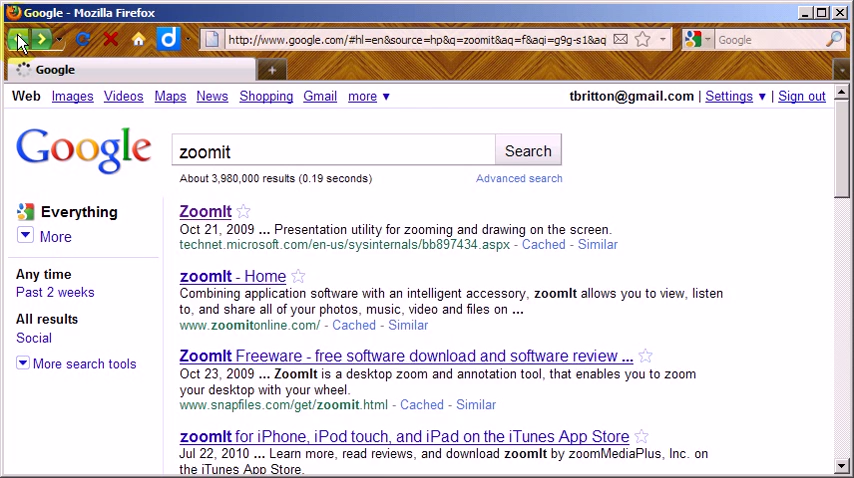 Google - Mozilla Firefox
http://www.google.com/#hl=en&source=hp&q=zoomit&aq=f&aqi=g9g-s1&aq
Google
Google
Web Images Videos Maps News Shopping Gmail more ▼ tbritton@gmail.com | Settings ▼ | Sign out
Google
zoomit
Search
About 3,980,000 results (0.19 seconds) Advanced search
Everything
More
Any time
Past 2 weeks
All results
Social
More search tools
ZoomIt
Oct 21, 2009 ... Presentation utility for zooming and drawing on the screen.
technet.microsoft.com/en-us/sysinternals/bb897434.aspx - Cached - Similar
zoomIt - Home
Combining application software with an intelligent accessory, zoomIt allows you to view, listen
to, and share all of your photos, music, video and files on ...
www.zoomitonline.com/ - Cached - Similar
ZoomIt Freeware - free software download and software review ...
Oct 23, 2009 ... ZoomIt is a desktop zoom and annotation tool, that enables you to zoom
your desktop with your wheel.
www.snapfiles.com/get/zoomit.html - Cached - Similar
zoomIt for iPhone, iPod touch, and iPad on the iTunes App Store
Jul 22, 2010 ... Learn more, read reviews, and download zoomIt by zoomMediaPlus, Inc. on
the iTunes App Store.